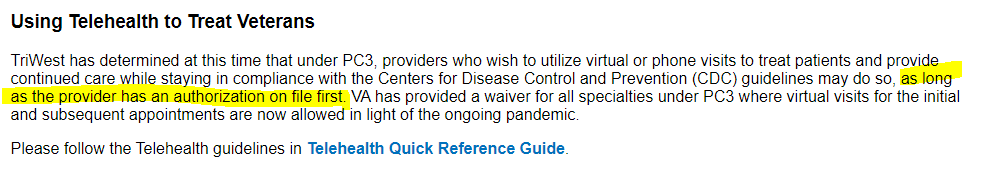 Using Telehealth to Treat Veterans
TriWest has determined at this time that under PC3, providers who wish to utilize virtual or phone visits to treat patients and provide
continued care while staying in compliance with the Centers for Disease Control and Prevention (CDC) guidelines may do so, as long
as the provider has an authorization on file first. VA has provided a waiver for all specialties under PC3 where virtual visits for the initial
and subsequent appointments are now allowed in light of the ongoing pandemic.
Please follow the Telehealth guidelines in Telehealth Quick Reference Guide.